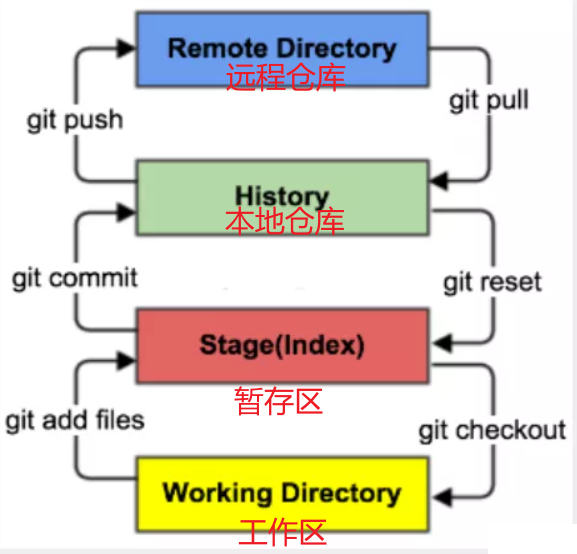 Remote Directory
远程仓库
git push
git pull
History
本地仓库
git commit
git reset
Stage(Index)
暂存区
git add files
git checkout
Working Directory
工作区